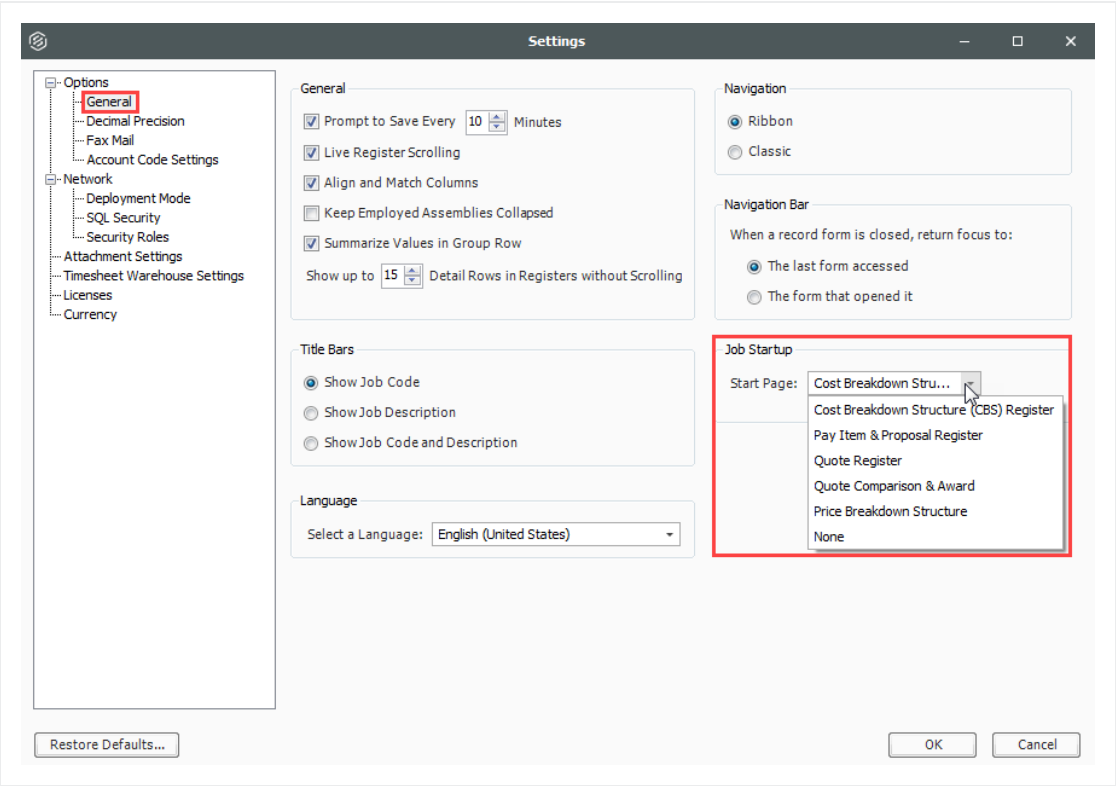 Settings
Options
General
Decimal Precision
Fax Mail
Account Code Settings
Network
Deployment Mode
SQL Security
Security Roles
Attachment Settings
Timesheet Warehouse Settings
Licenses
Currency
General
Prompt to Save Every 10 Minutes
Live Register Scrolling
Align and Match Columns
Keep Employed Assemblies Collapsed
Summarize Values in Group Row
Show up to 15 Detail Rows in Registers without Scrolling
Title Bars
Show Job Code
Show Job Description
Show Job Code and Description
Language
Select a Language: English (United States)
Navigation
Ribbon
Classic
Navigation Bar
When a record form is closed, return focus to:
The last form accessed
The form that opened it
Job Startup
Start Page: Cost Breakdown Stru...
Cost Breakdown Structure (CBS) Register
Pay Item & Proposal Register
Quote Register
Quote Comparison & Award
Price Breakdown Structure
None
Restore Defaults...
OK
Cancel